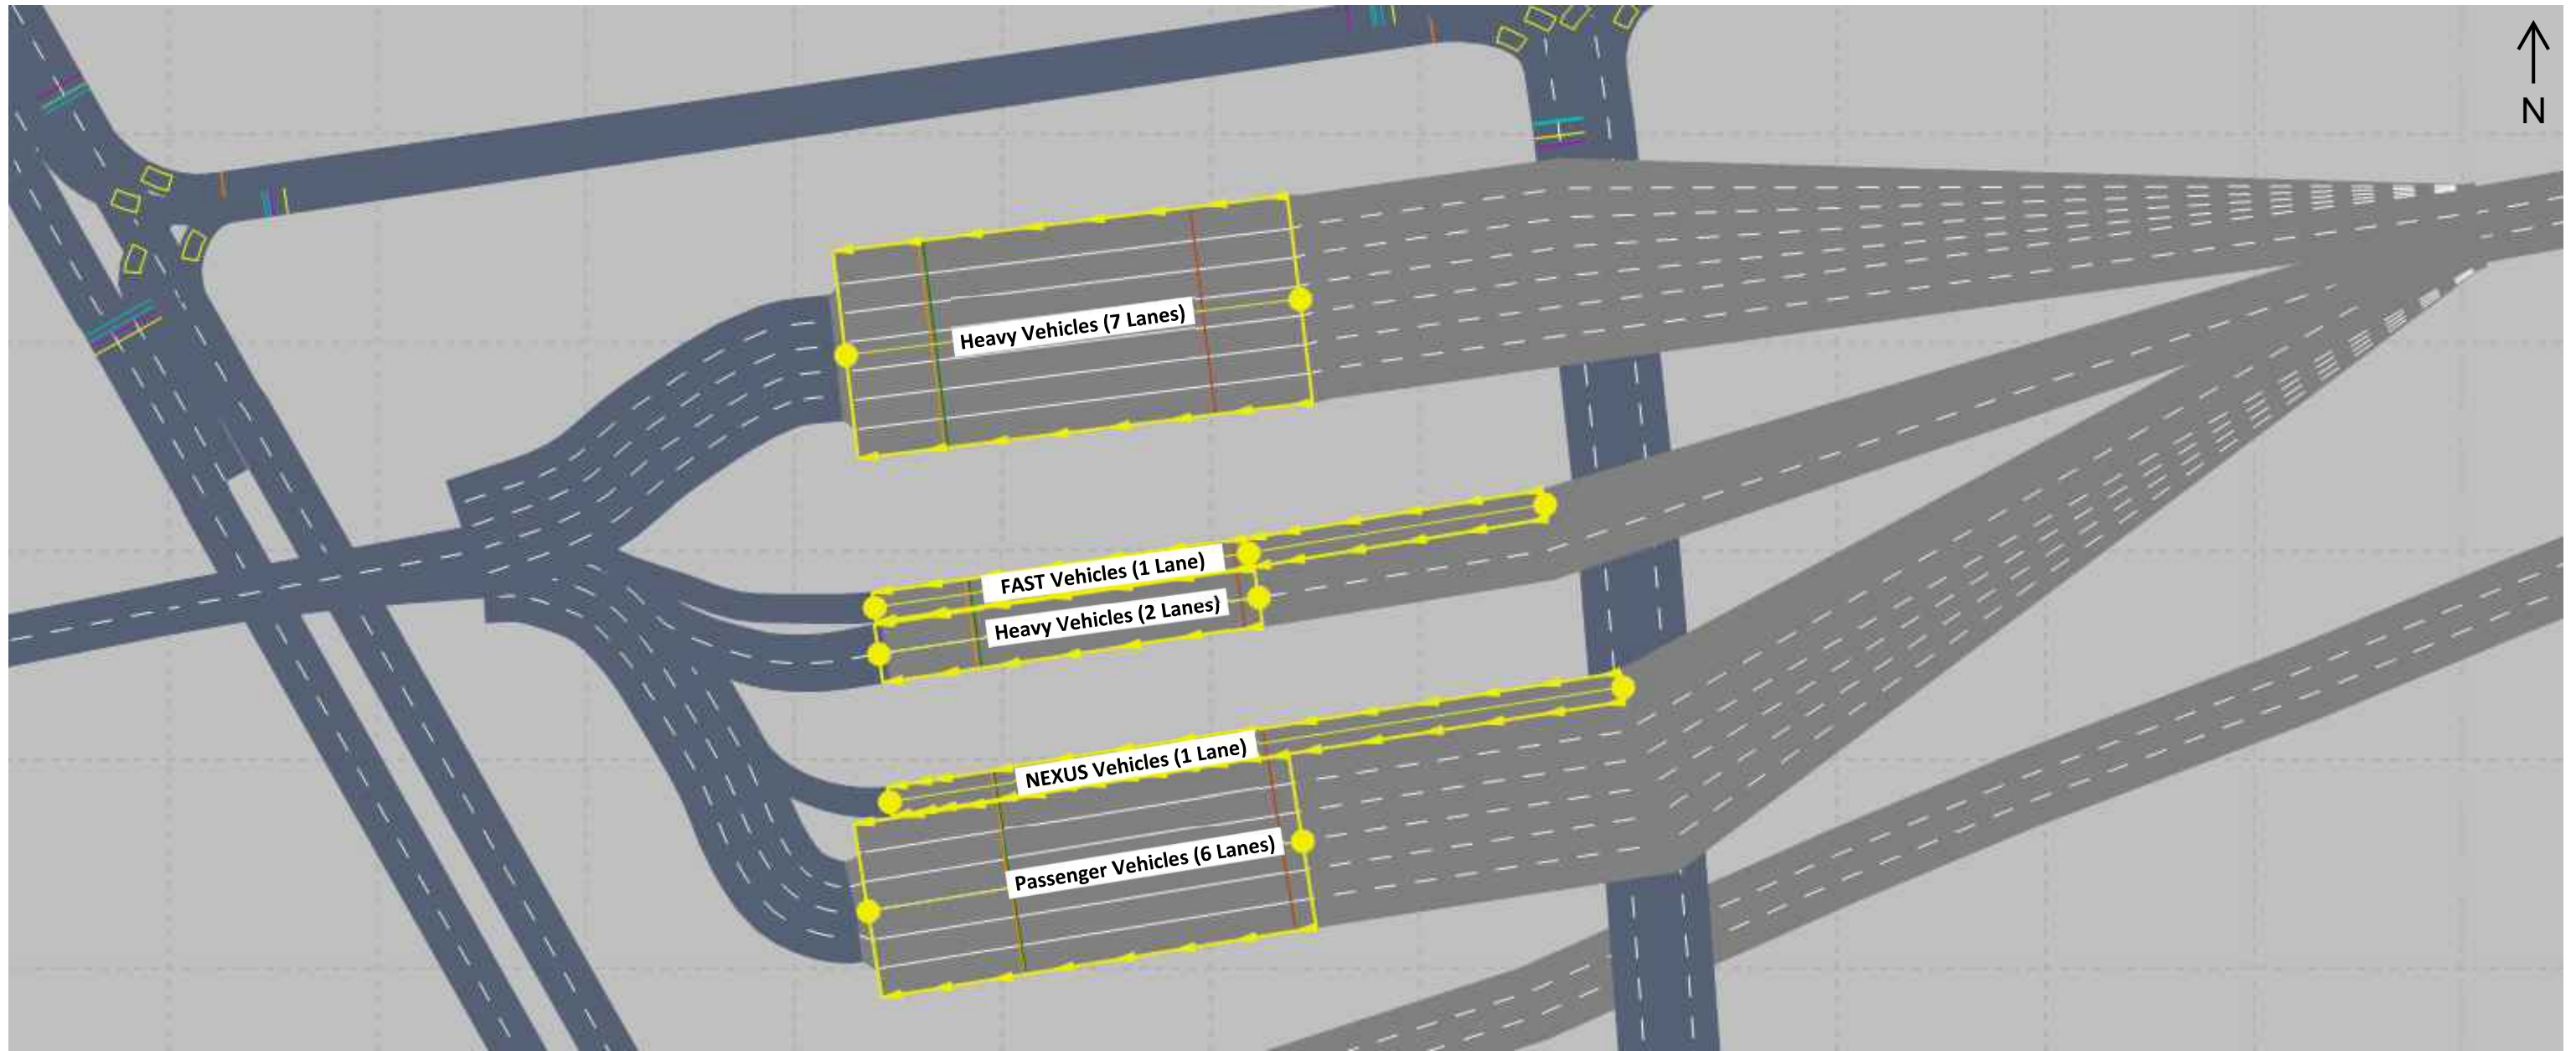 N
Heavy Vehicles (7 Lanes)
FAST Vehicles (1 Lane)
Heavy Vehicles (2 Lanes)
NEXUS Vehicles (1 Lane)
Passenger Vehicles (6 Lanes)